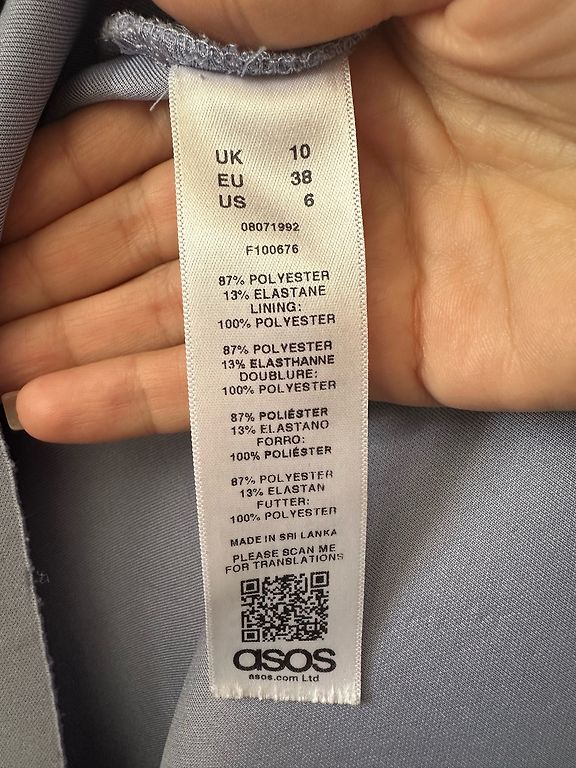 UK 10
EU 38
US 6
08071992
F100676
87% POLYESTER
13% ELASTANE
LINING:
100% POLYESTER
87% POLYESTER
13% ELASTHANNE
DOUBLURE:
100% POLYESTER
87% POLIÉSTER
13% ELASTANO
FORRO:
100% POLIÉSTER
87% POLYESTER
13% ELASTAN
FUTTER:
100% POLYESTER
MADE IN SRI LANKA
PLEASE SCAN ME
FOR TRANSLATIONS
asos
asos.com Ltd